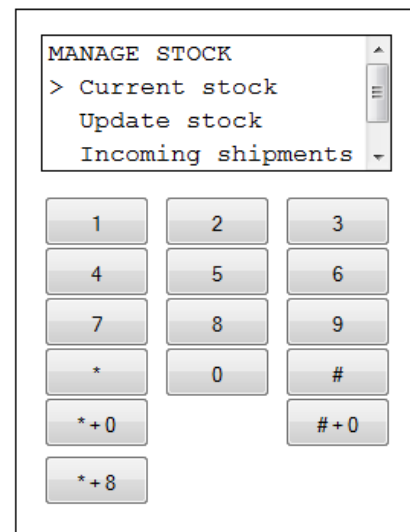 MANAGE STOCK
> Current stock
Update stock
Incoming shipments
1 2 3
4 5 6
7 8 9
* 0 #
*+0 #+0
*+8